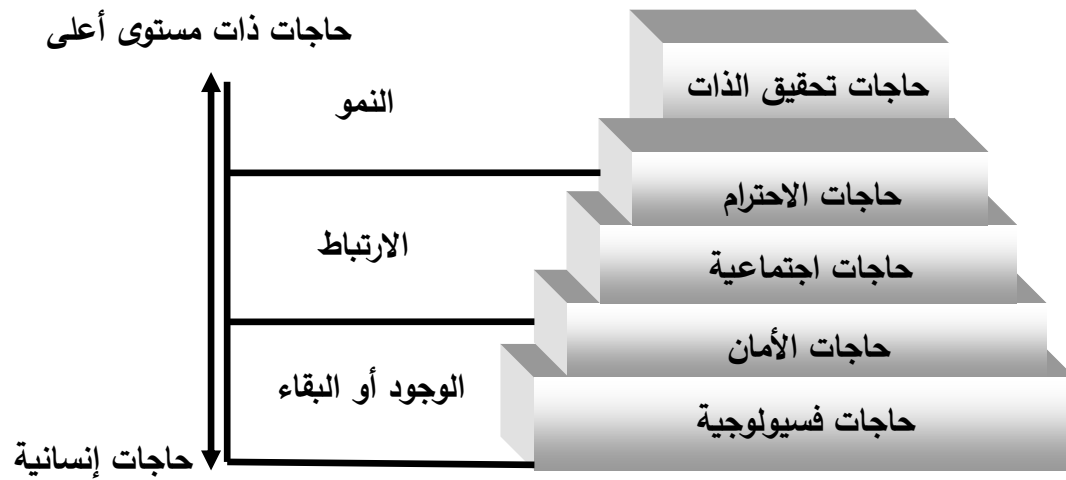 حاجات ذات مستوى أعلى
حاجات تحقيق الذات
النمو
حاجات الاحترام
الارتباط
حاجات اجتماعية
حاجات الأمان
الوجود أو البقاء
حاجات فسيولوجية
حاجات إنسانية